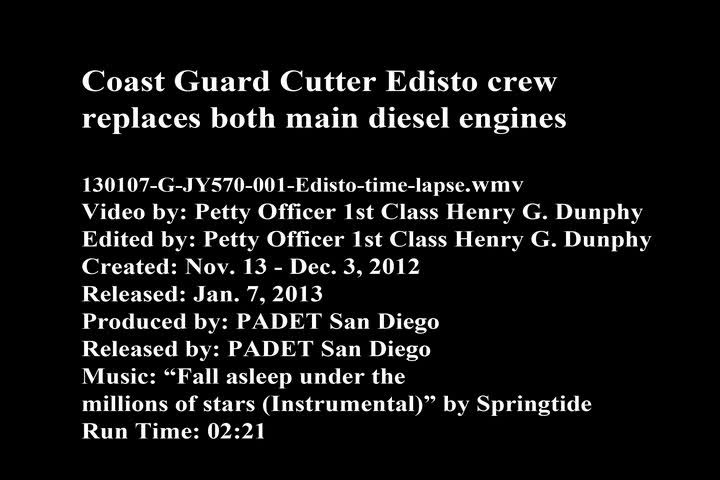 Coast Guard Cutter Edisto crew
replaces both main diesel engines
130107-G-JY570-001-Edisto-time-lapse.wmv
Video by: Petty Officer 1st Class Henry G. Dunphy
Edited by: Petty Officer 1st Class Henry G. Dunphy
Created: Nov. 13 - Dec. 3, 2012
Released: Jan. 7, 2013
Produced by: PADET San Diego
Released by: PADET San Diego
Music: “Fall asleep under the
millions of stars (Instrumental)” by Springtide
Run Time: 02:21